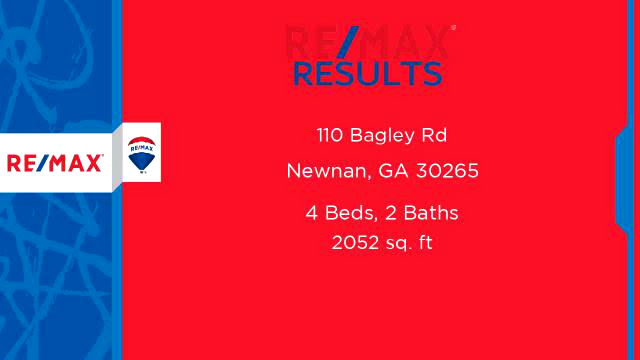 RE/MAX®
RESULTS
110 Bagley Rd
Newnan, GA 30265
4 Beds, 2 Baths
2052 sq. ft
RE/MAX
RE/MAX